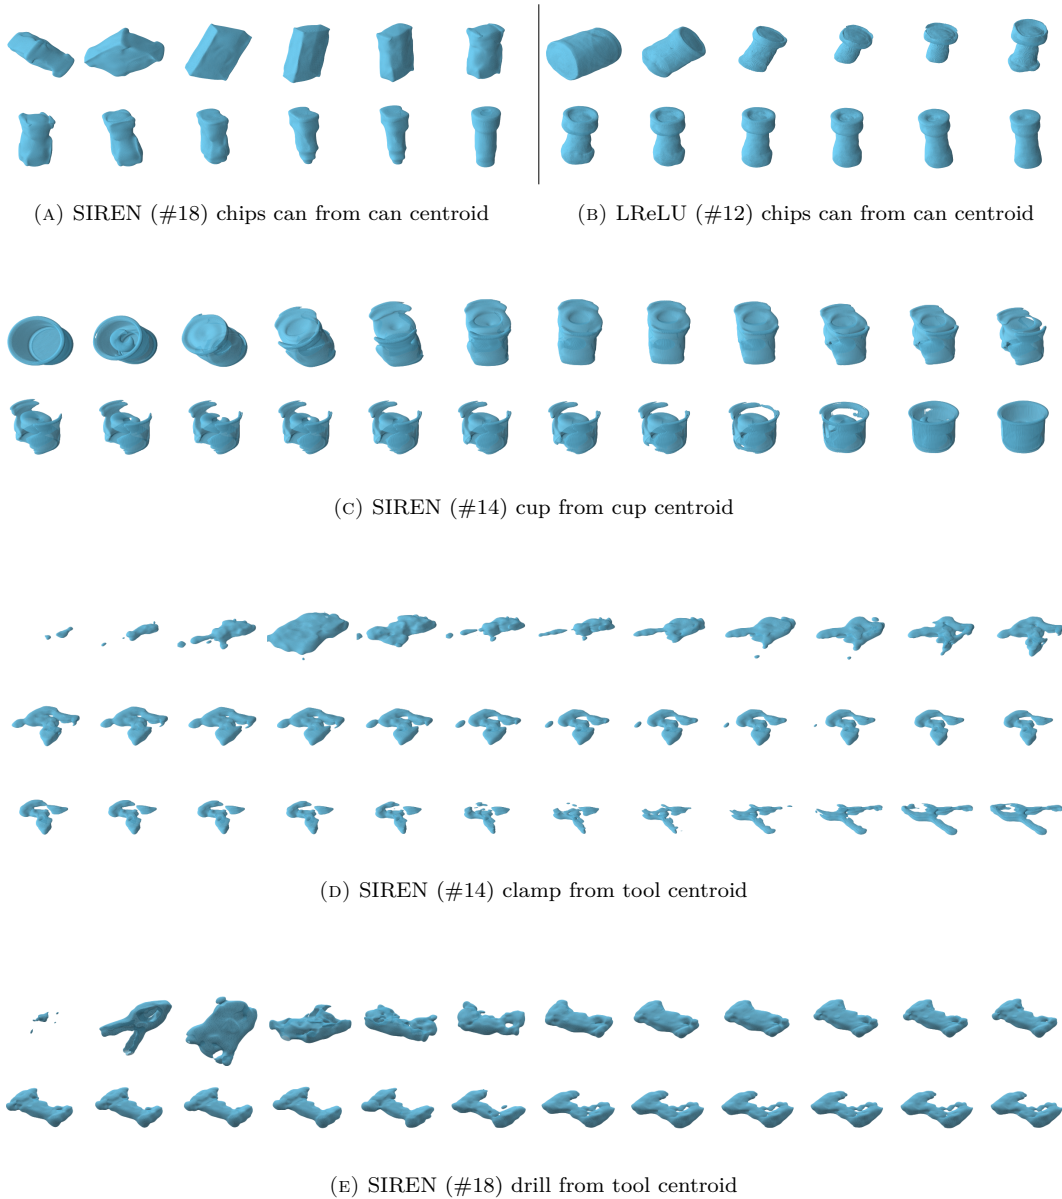 (A) SIREN (#18) chips can from can centroid
(B) LReLU (#12) chips can from can centroid
(C) SIREN (#14) cup from cup centroid
(D) SIREN (#14) clamp from tool centroid
(E) SIREN (#18) drill from tool centroid